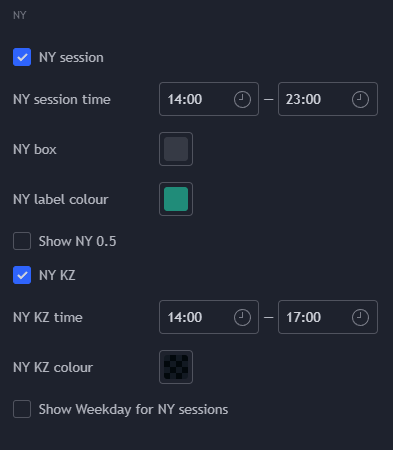 NY
NY session
NY session time 14:00 — 23:00
NY box
NY label colour
Show NY 0.5
NY KZ
NY KZ time 14:00 — 17:00
NY KZ colour
Show Weekday for NY sessions